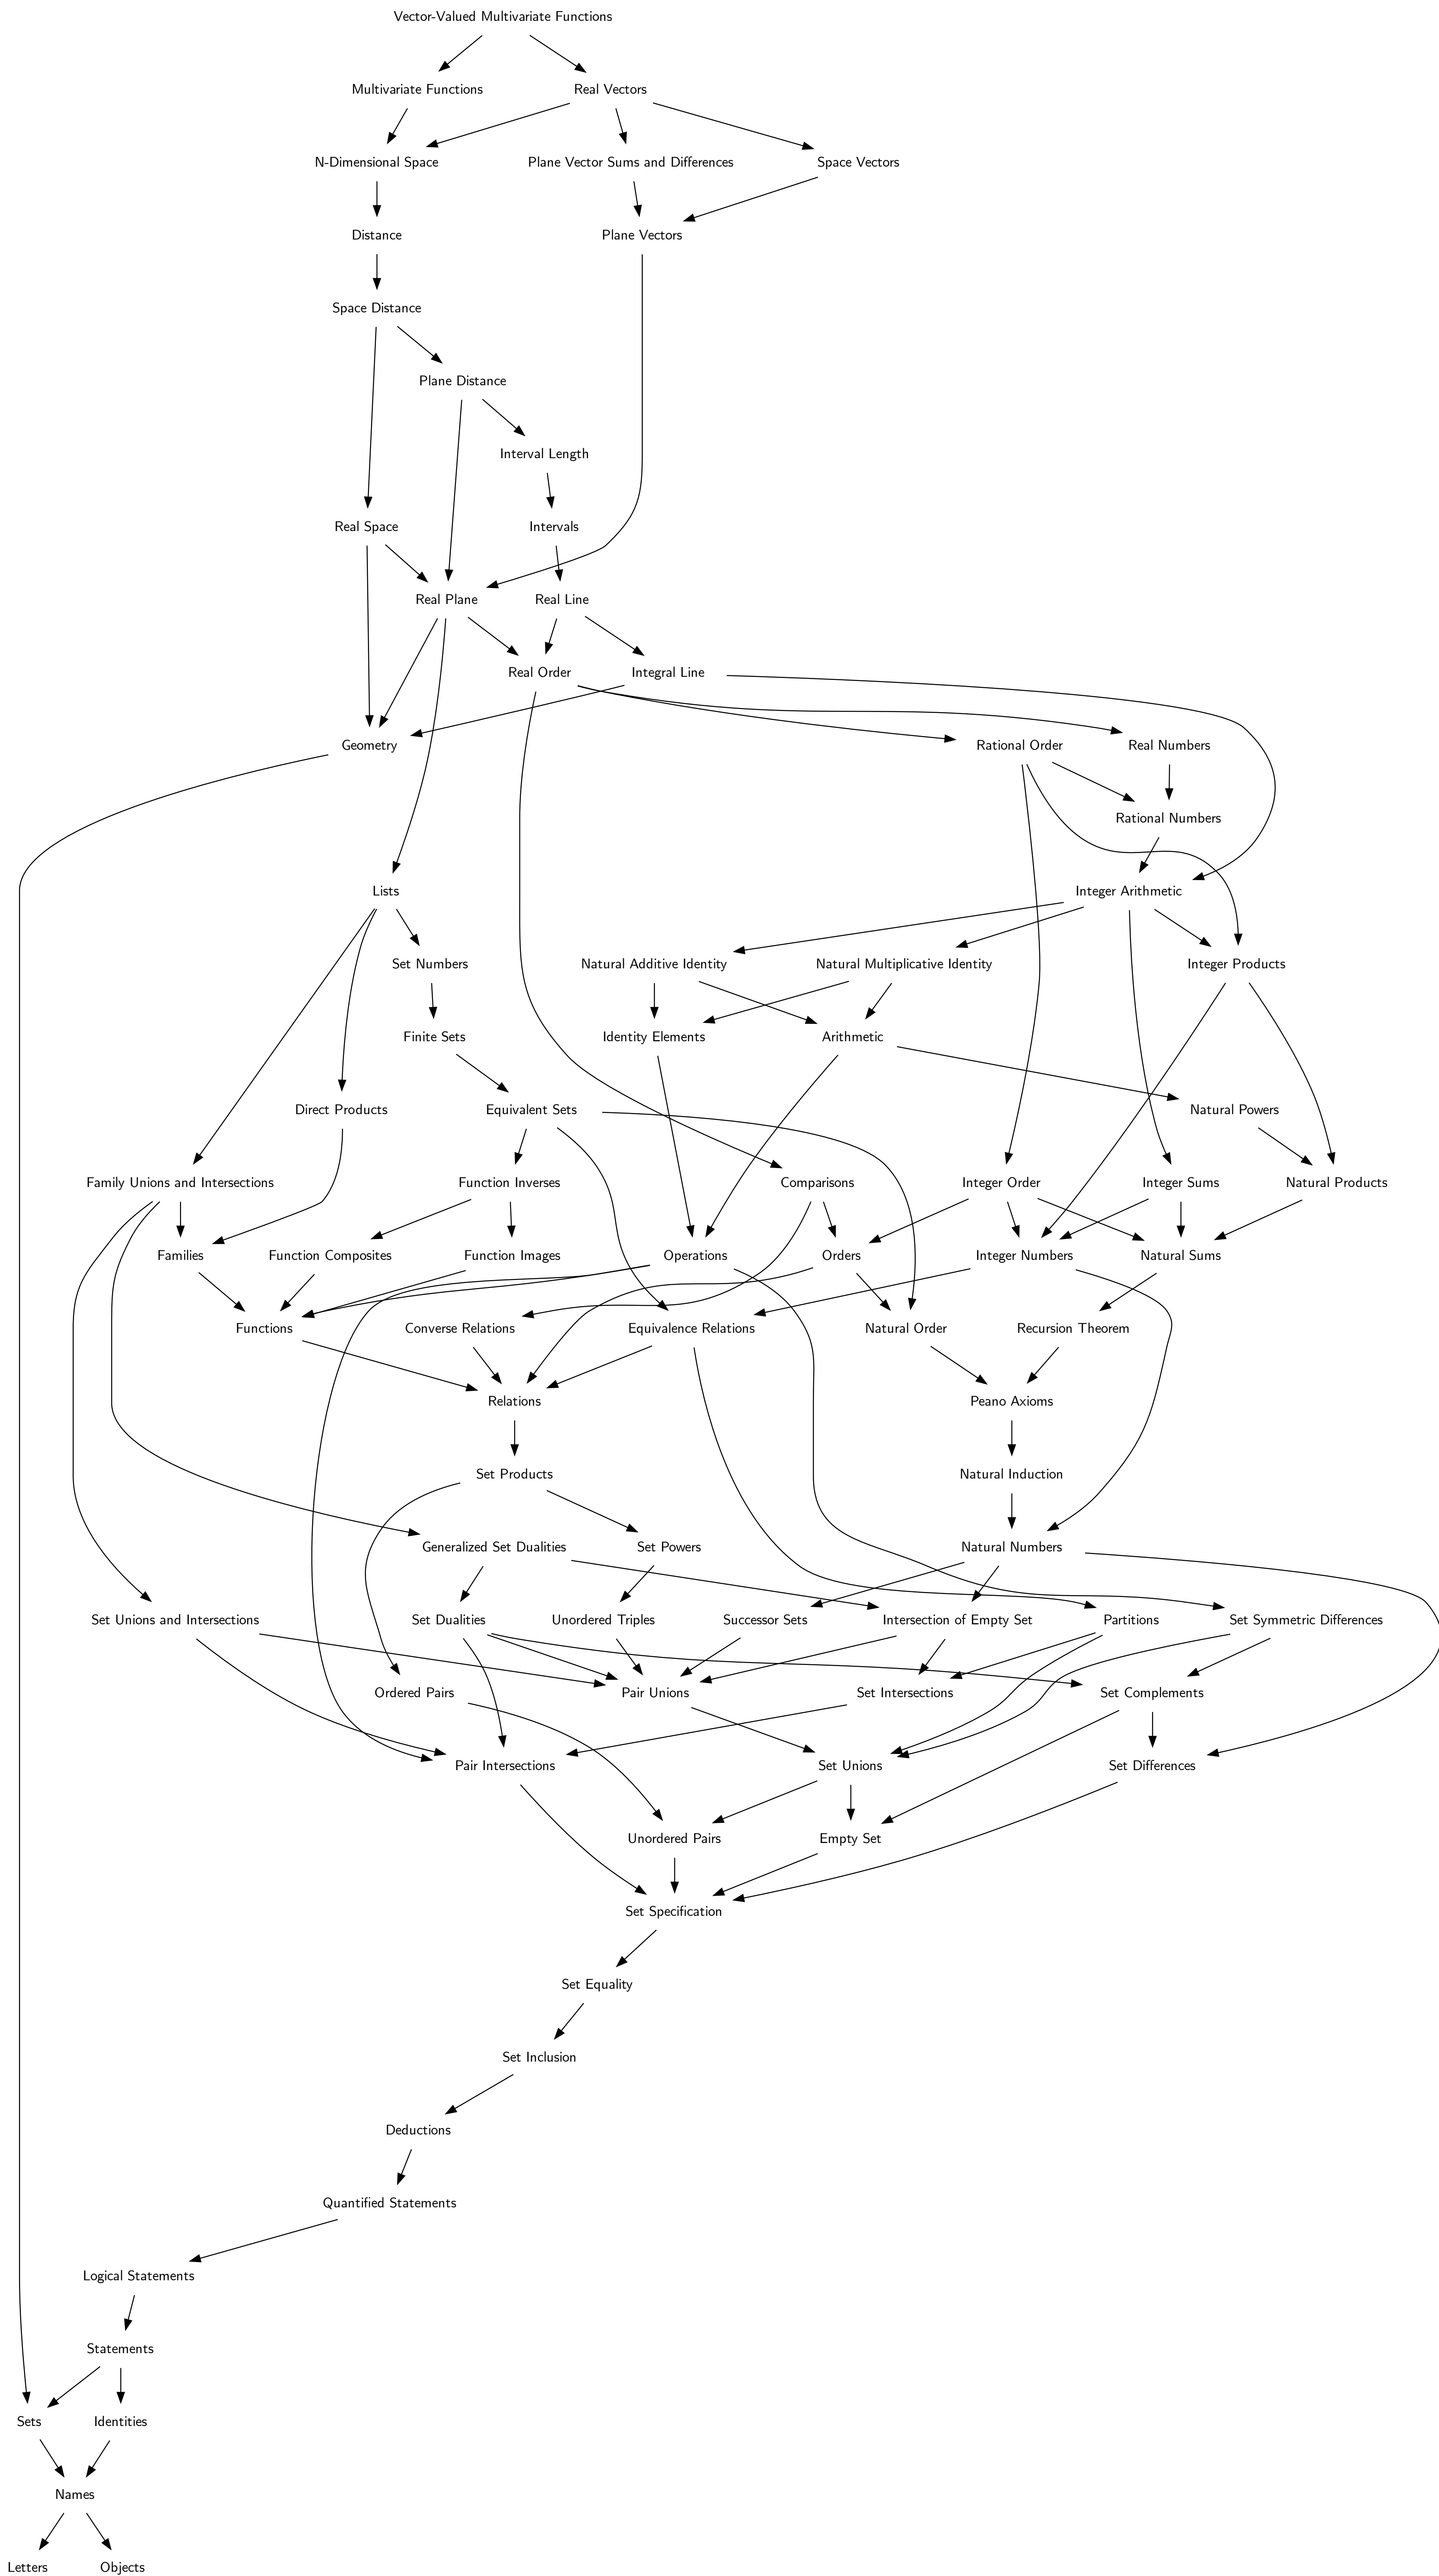 Vector-Valued Multivariate Functions
Multivariate Functions
Real Vectors
N-Dimensional Space
Plane Vector Sums and Differences
Space Vectors
Distance
Plane Vectors
Space Distance
Plane Distance
Interval Length
Real Space
Intervals
Real Plane
Real Line
Real Order
Integral Line
Geometry
Rational Order
Real Numbers
Rational Numbers
Lists
Integer Arithmetic
Set Numbers
Natural Additive Identity
Natural Multiplicative Identity
Integer Products
Finite Sets
Identity Elements
Arithmetic
Direct Products
Equivalent Sets
Natural Powers
Family Unions and Intersections
Function Inverses
Comparisons
Integer Order
Integer Sums
Natural Products
Families
Function Composites
Function Images
Operations
Orders
Integer Numbers
Natural Sums
Functions
Converse Relations
Equivalence Relations
Natural Order
Recursion Theorem
Relations
Peano Axioms
Set Products
Natural Induction
Generalized Set Dualities
Set Powers
Natural Numbers
Set Unions and Intersections
Set Dualities
Unordered Triples
Successor Sets
Intersection of Empty Set
Partitions
Set Symmetric Differences
Ordered Pairs
Pair Unions
Set Intersections
Set Complements
Pair Intersections
Set Unions
Set Differences
Unordered Pairs
Empty Set
Set Specification
Set Equality
Set Inclusion
Deductions
Quantified Statements
Logical Statements
Statements
Sets
Identities
Names
Letters
Objects